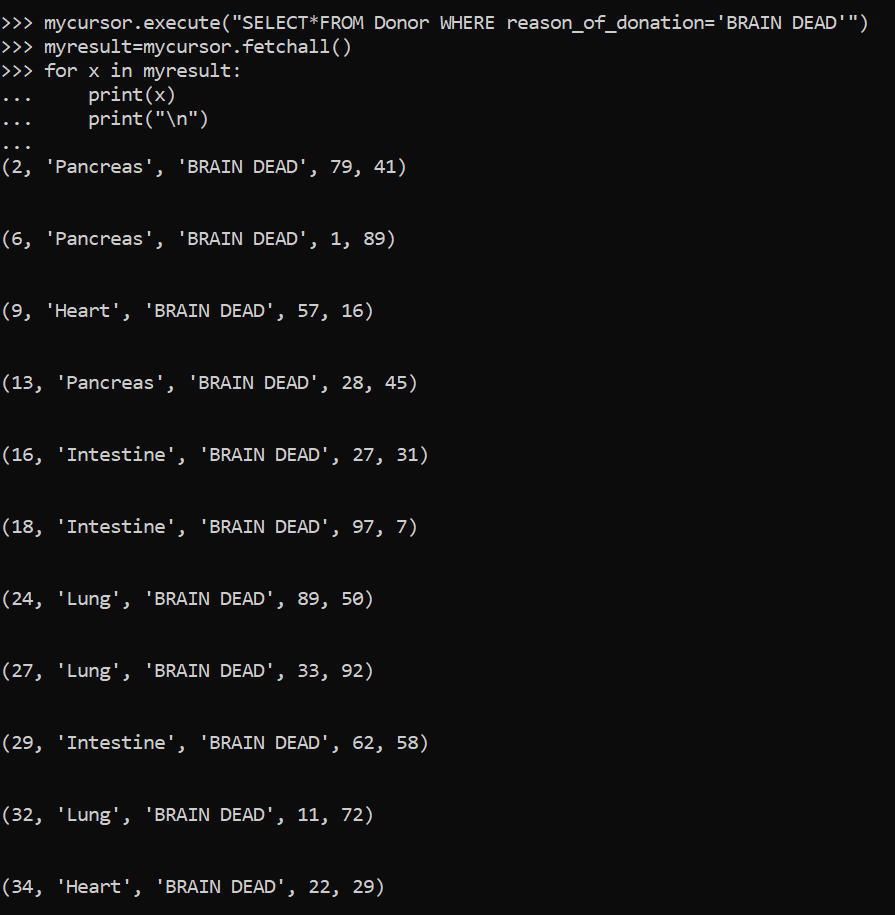 >>> mycursor.execute("SELECT*FROM Donor WHERE reason_of_donation='BRAIN DEAD'")
>>> myresult=mycursor.fetchall()
>>> for x in myresult:
...     print(x)
...     print("\n")
...
(2, 'Pancreas', 'BRAIN DEAD', 79, 41)
(6, 'Pancreas', 'BRAIN DEAD', 1, 89)
(9, 'Heart', 'BRAIN DEAD', 57, 16)
(13, 'Pancreas', 'BRAIN DEAD', 28, 45)
(16, 'Intestine', 'BRAIN DEAD', 27, 31)
(18, 'Intestine', 'BRAIN DEAD', 97, 7)
(24, 'Lung', 'BRAIN DEAD', 89, 50)
(27, 'Lung', 'BRAIN DEAD', 33, 92)
(29, 'Intestine', 'BRAIN DEAD', 62, 58)
(32, 'Lung', 'BRAIN DEAD', 11, 72)
(34, 'Heart', 'BRAIN DEAD', 22, 29)